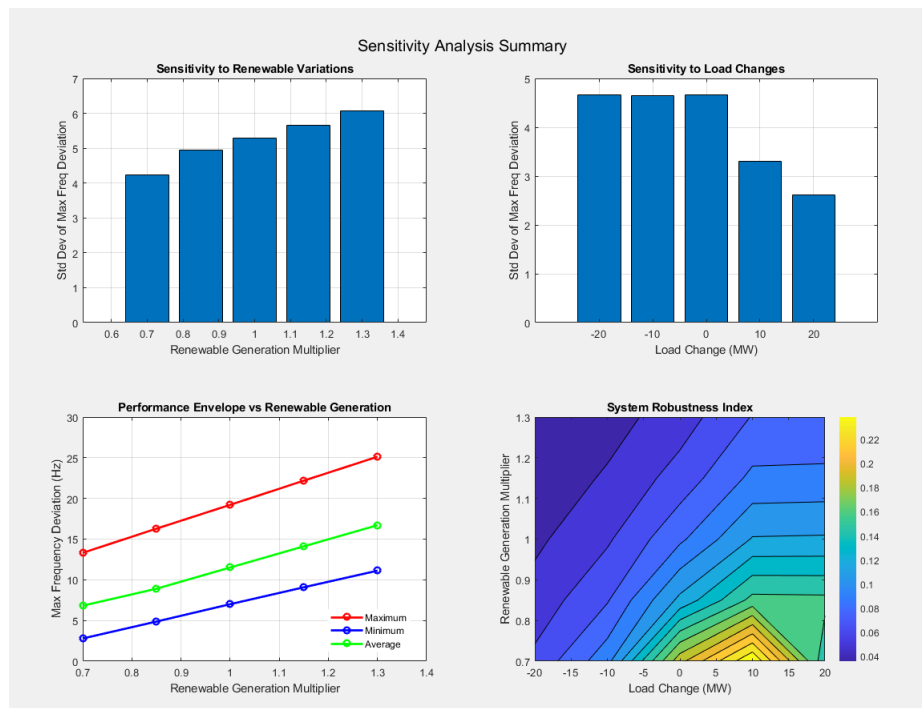 Sensitivity Analysis Summary
Sensitivity to Renewable Variations
7
6
5
4
3
2
1
0
Std Dev of Max Freq Deviation
0.6 0.7 0.8 0.9 1 1.1 1.2 1.3 1.4
Renewable Generation Multiplier
Sensitivity to Load Changes
5
4
3
2
1
0
Std Dev of Max Freq Deviation
-20 -10 0 10 20
Load Change (MW)
Performance Envelope vs Renewable Generation
30
25
20
15
10
5
0
Max Frequency Deviation (Hz)
Maximum
Minimum
Average
0.7 0.8 0.9 1 1.1 1.2 1.3 1.4
Renewable Generation Multiplier
System Robustness Index
1.3
1.2
1.1
1
0.9
0.8
0.7
Renewable Generation Multiplier
-20 -15 -10 -5 0 5 10 15 20
Load Change (MW)
0.22
0.2
0.18
0.16
0.14
0.12
0.1
0.08
0.06
0.04